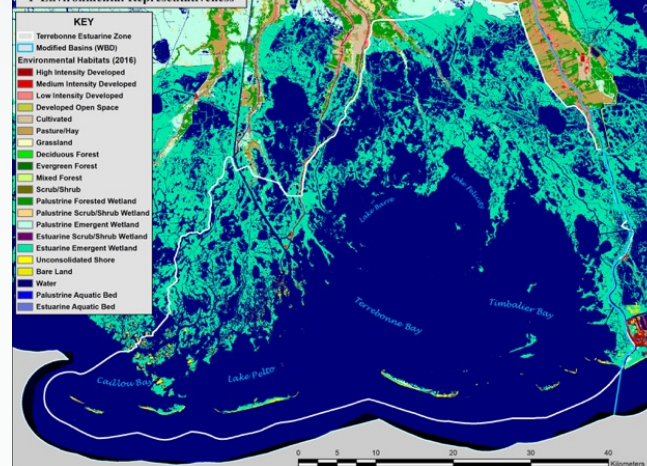 Environmental Representativeness
KEY
Terrebonne Estuarine Zone
Modified Basins (WBD)
Environmental Habitats (2016)
High Intensity Developed
Medium Intensity Developed
Low Intensity Developed
Developed Open Space
Cultivated
Pasture/Hay
Grassland
Deciduous Forest
Evergreen Forest
Mixed Forest
Scrub/Shrub
Palustrine Forested Wetland
Palustrine Scrub/Shrub Wetland
Palustrine Emergent Wetland
Estuarine Scrub/Shrub Wetland
Estuarine Emergent Wetland
Unconsolidated Shore
Bare Land
Water
Palustrine Aquatic Bed
Estuarine Aquatic Bed
Lake Barre
Lake Felicity
Terrebonne Bay
Timbalier Bay
Caillou Bay
Lake Pelto
0 5 10 20 30 40
Kilometers